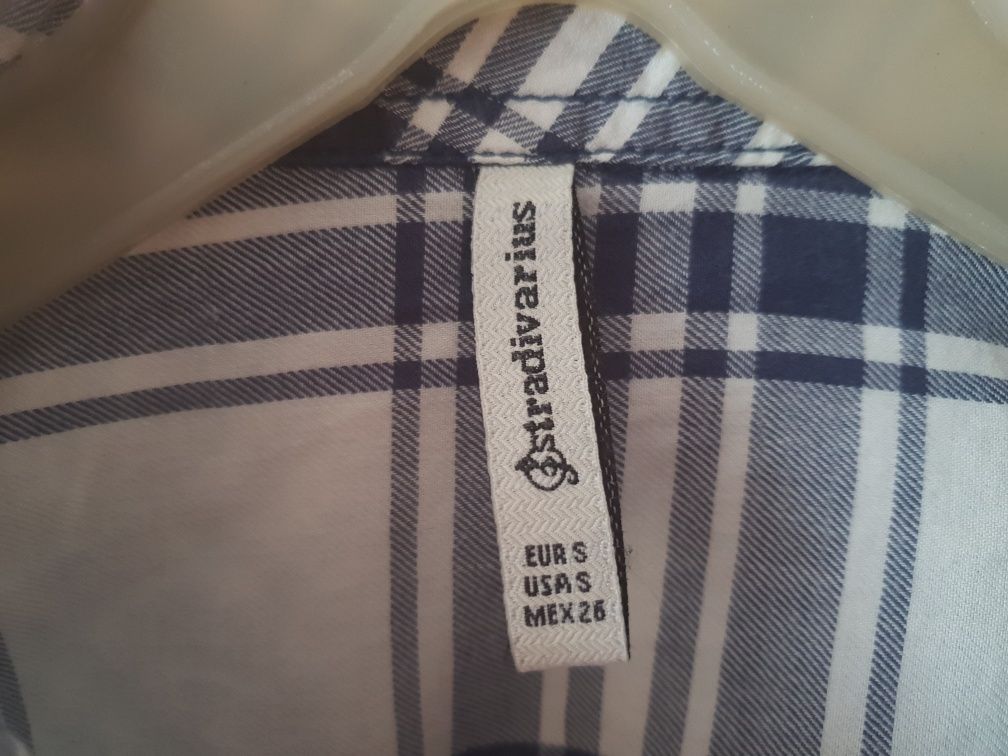 stradivarius
EUR S
USA S
MEX 26